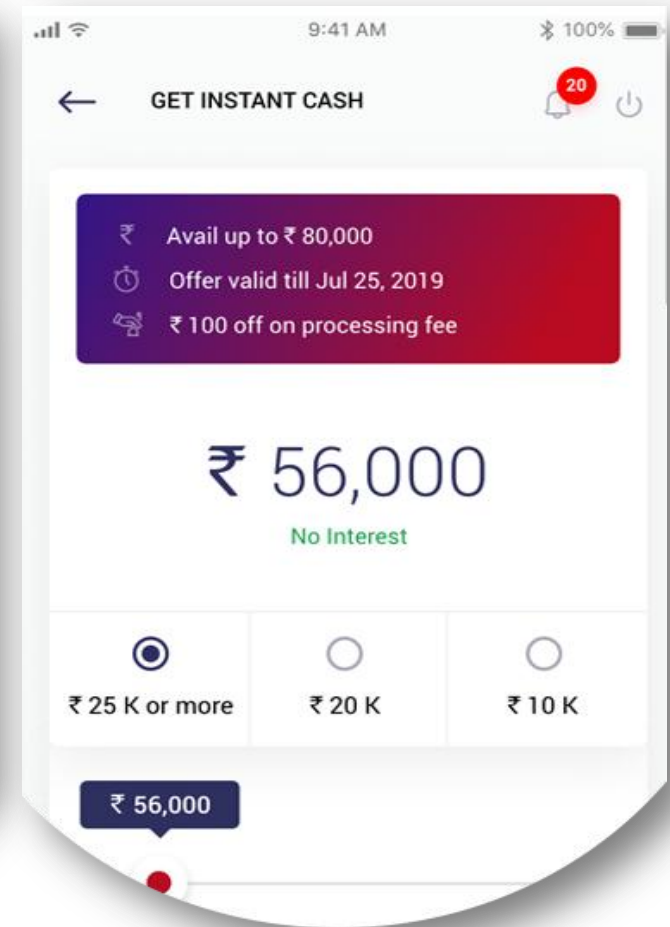 9:41 AM
100%
GET INSTANT CASH
20
₹ Avail up to ₹ 80,000
Offer valid till Jul 25, 2019
₹ 100 off on processing fee
₹ 56,000
No Interest
₹ 25 K or more
₹ 20 K
₹ 10 K
₹ 56,000